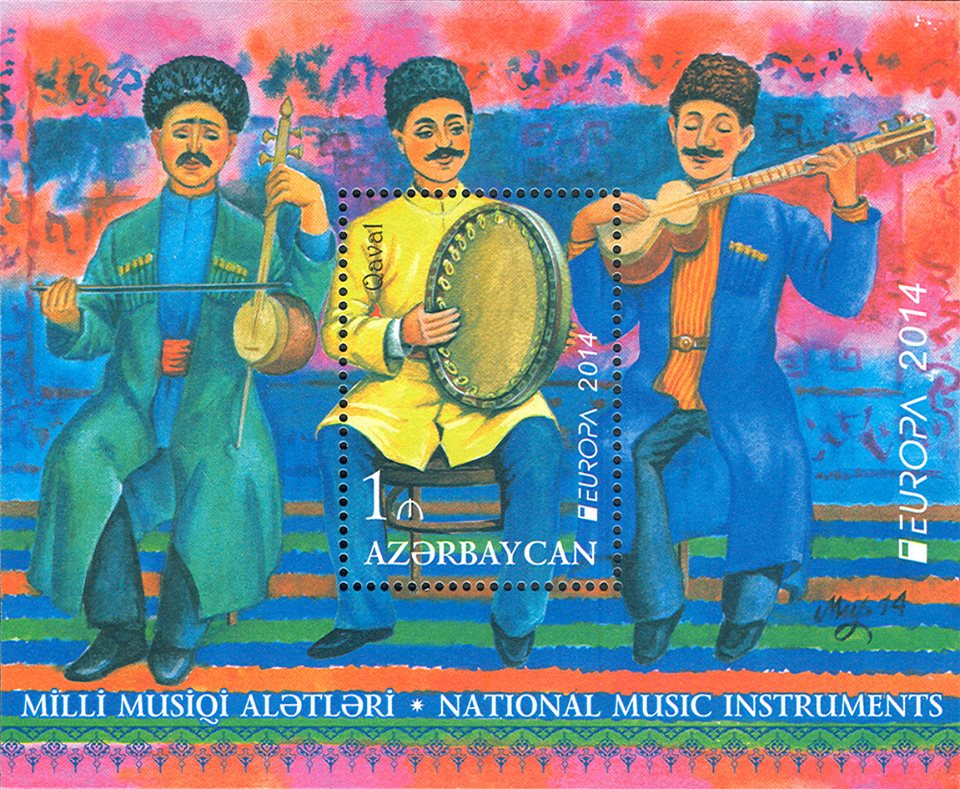 Qaval
EUROPA 2014
1 ₼
AZƏRBAYCAN
EUROPA 2014
MİLLİ MUSİQİ ALƏTLƏRİ * NATIONAL MUSIC INSTRUMENTS